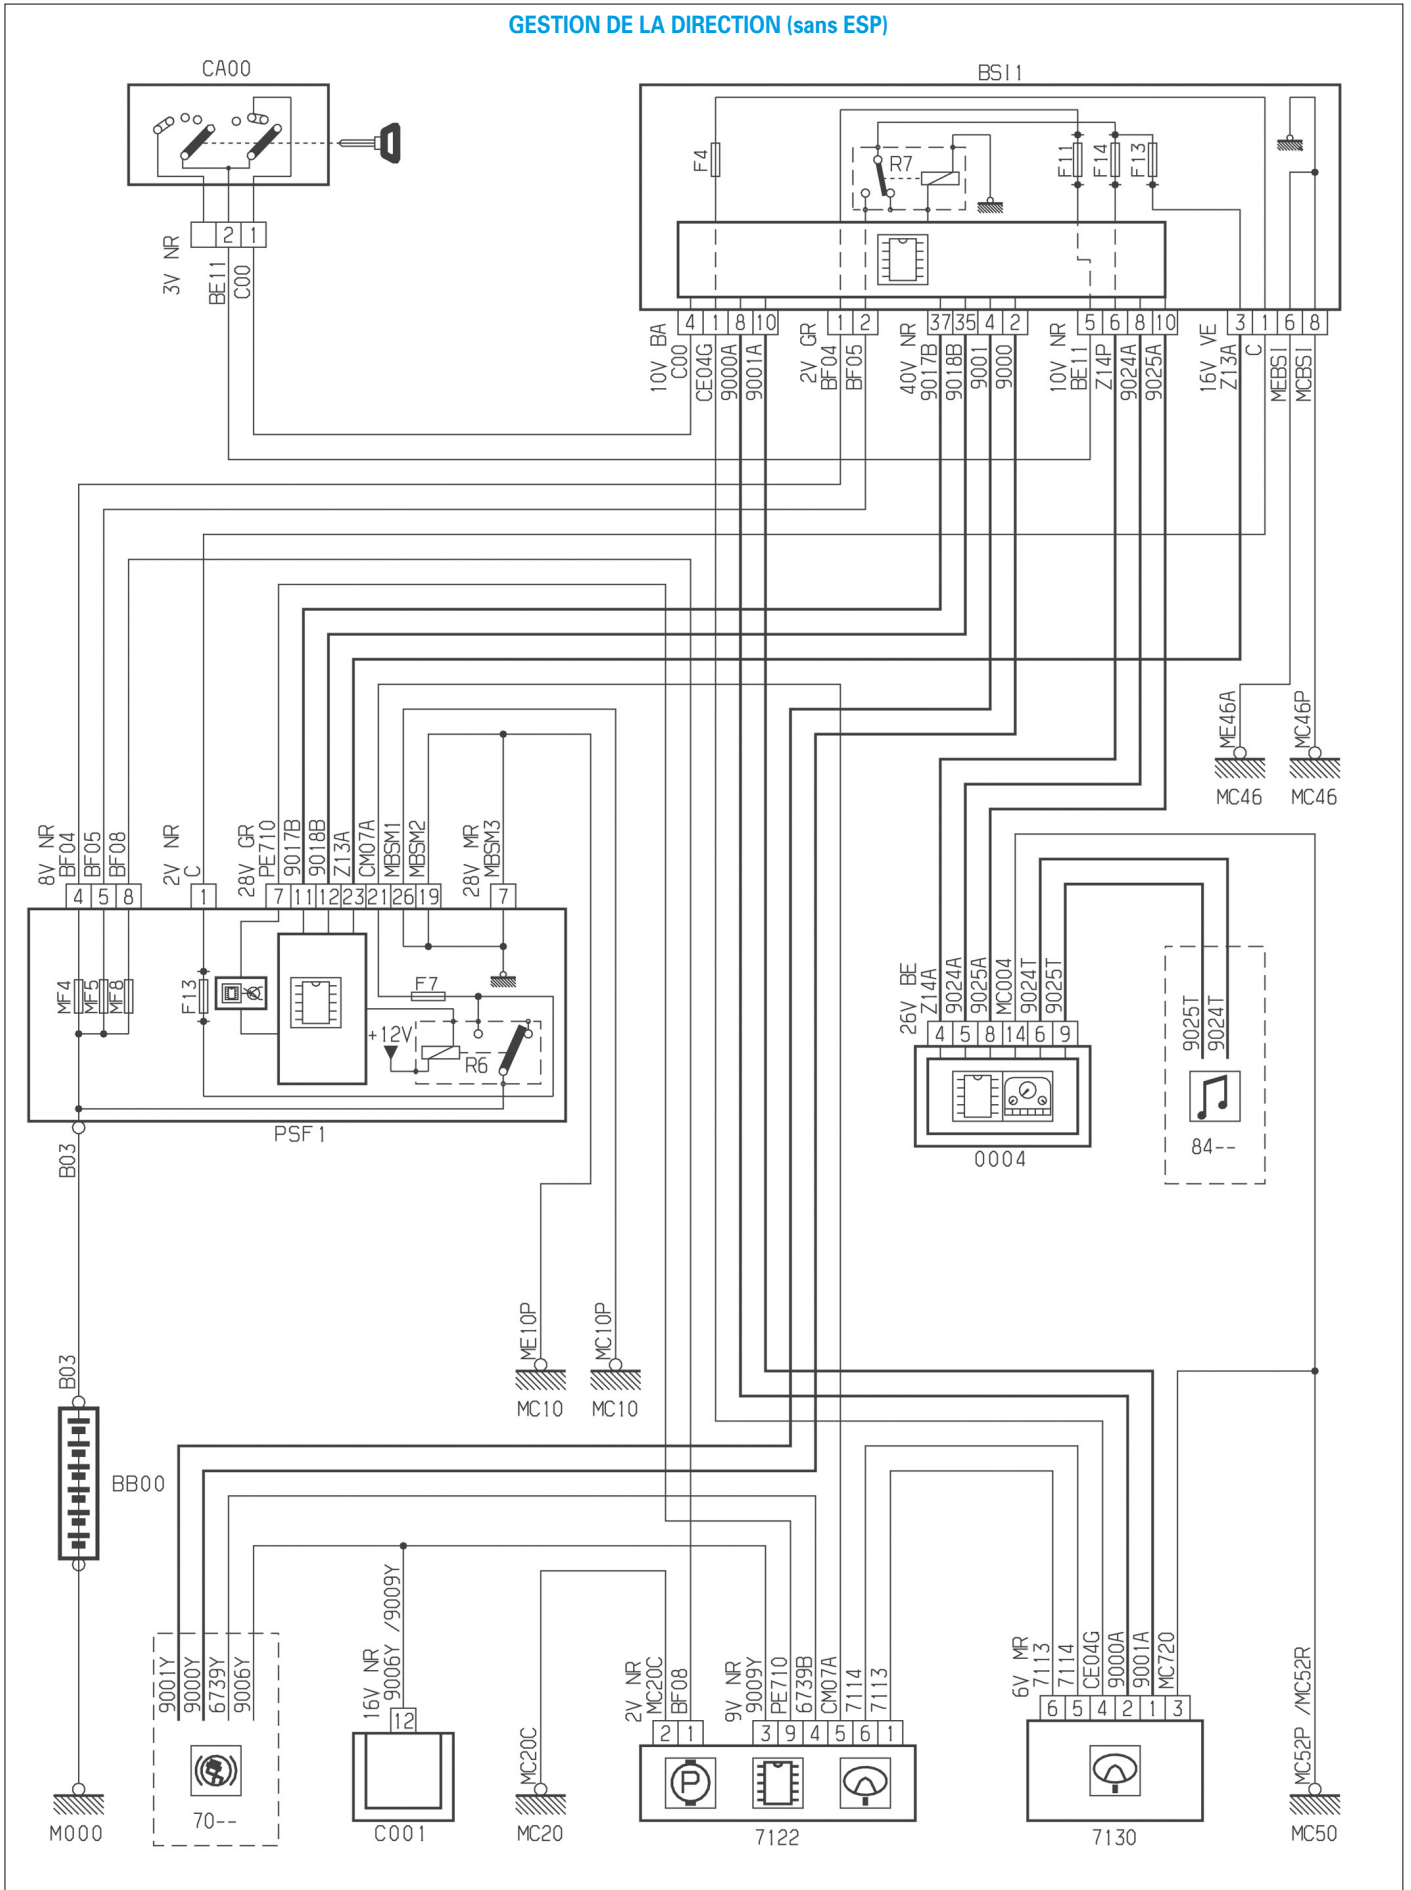 GESTION DE LA DIRECTION (sans ESP)
CA00
BSI1
F4
R7
F11
F14
F13
2 1
3V NR
BE11
C00
4 1 8 10
1 2
37 35 4 2
5 6 8 10
3 1 6 8
10V BA
C00
CE04G
9000A
9001A
2V GR
BF04
BF05
40V NR
9017B
9018B
9001
9000
10V NR
BE11
Z14P
9024A
9025A
16V VE
Z13A
C
MEBSI
MCBSI
ME46A
MC46P
MC46
MC46
8V NR
BF04
BF05
BF08
2V NR
C
28V GR
PE710
9017B
9018B
Z13A
CM07A
MBSM1
MBSM2
28V MR
MBSM3
4 5 8
1
7 11 12 23 21 26 19
7
MF4
MF5
MF8
F13
F7
+12V
R6
PSF1
26V BE
Z14A
9024A
9025A
MC004
9024T
9025T
4 5 8 14 6 9
0004
9025T
9024T
84--
B03
B03
BB00
ME10P
MC10P
MC10
MC10
9001Y
9000Y
6739Y
9006Y
70--
M000
16V NR
9006Y /9009Y
12
C001
MC20C
MC20
2V NR
MC20C
BF08
9V NR
9009Y
PE710
6739B
CM07A
7114
7113
2 1
3 9 4 5 6 1
P
7122
6V MR
7113
7114
CE04G
9000A
9001A
MC720
6 5 4 2 1 3
7130
MC52P /MC52R
MC50